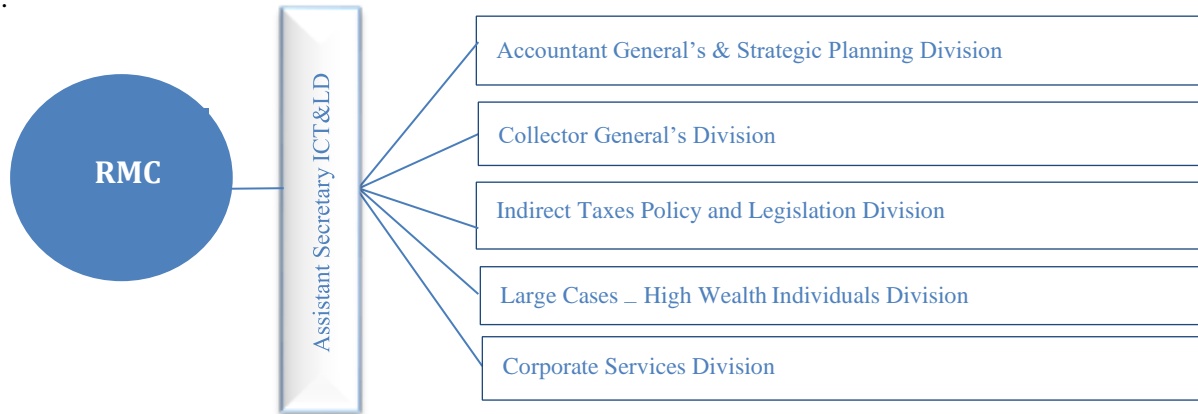 .
RMC
Assistant Secretary ICT&LD
Accountant General’s & Strategic Planning Division
Collector General’s Division
Indirect Taxes Policy and Legislation Division
Large Cases _ High Wealth Individuals Division
Corporate Services Division